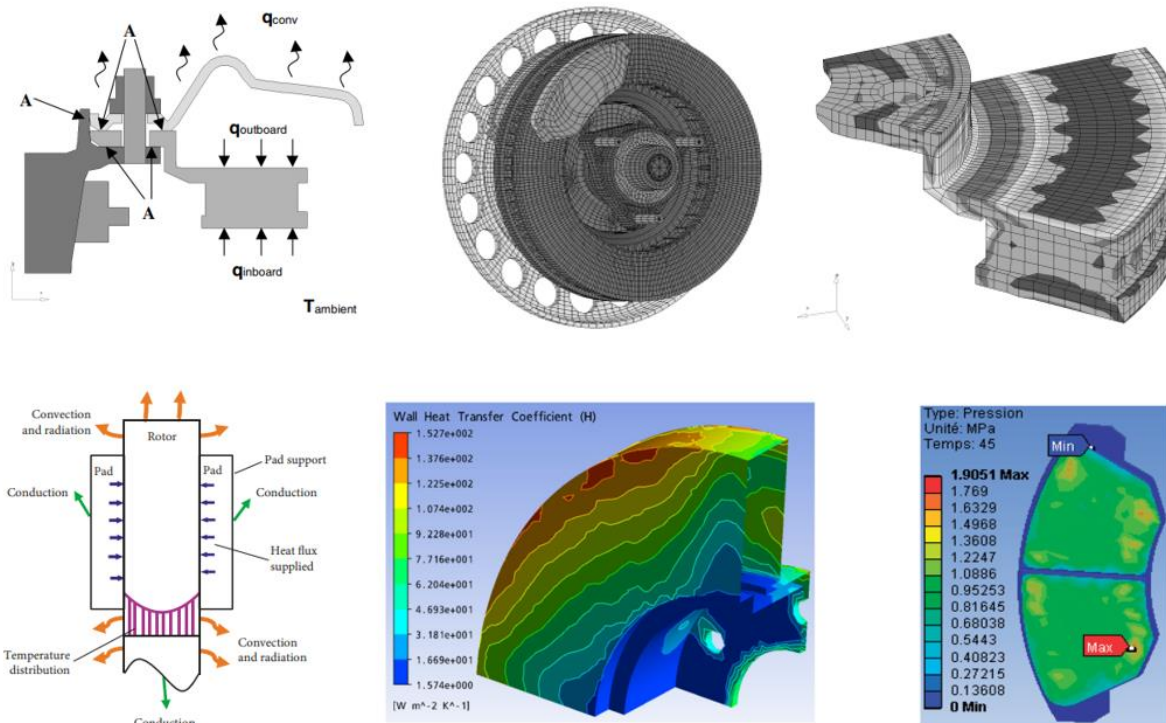 qconv
A
A
qoutboard
A
qinboard
Tambient
Convection
and radiation
Rotor
Pad
Pad
Pad support
Conduction
Conduction
Heat flux
supplied
Temperature
distribution
Convection
and radiation
Conduction
Wall Heat Transfer Coefficient (H)
1.527e+002
1.376e+002
1.225e+002
1.074e+002
9.228e+001
7.716e+001
6.204e+001
4.693e+001
3.181e+001
1.669e+001
1.574e+000
[W m^-2 K^-1]
Type: Pression
Unité: MPa
Temps: 45
Min
1.9051 Max
1.769
1.6329
1.4968
1.3608
1.2247
1.0886
0.95253
0.81645
0.68038
0.5443
0.40823
0.27215
0.13608
0 Min
Max